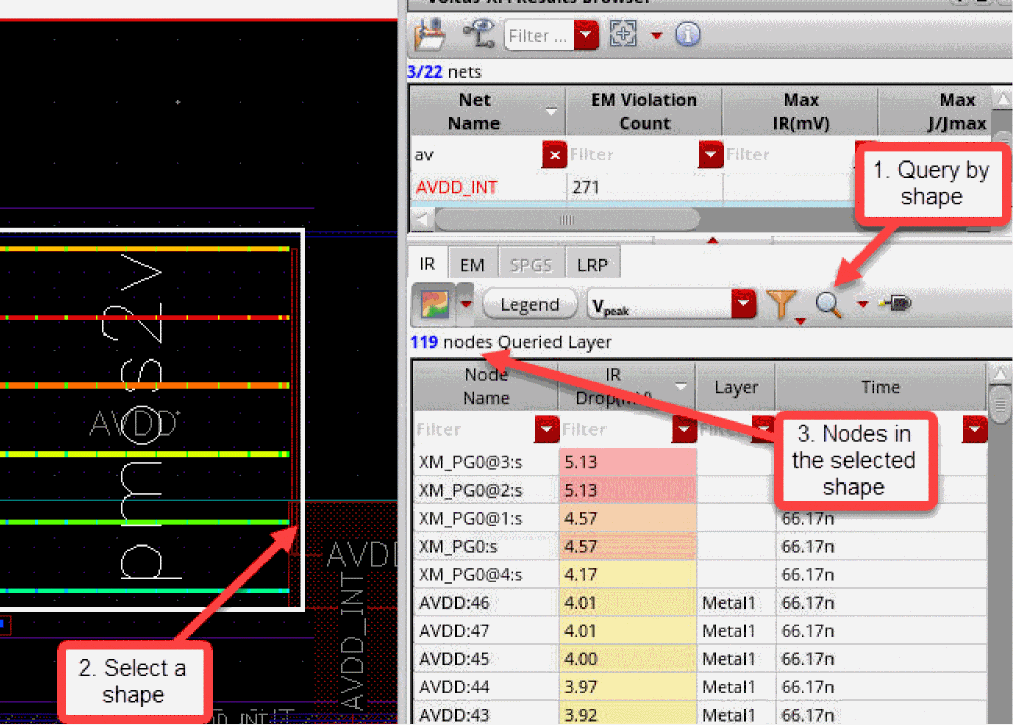 Voltus-XFi Results Browser
Filter ...
3/22 nets
Net Name
EM Violation Count
Max IR(mV)
Max J/Jmax
av
Filter
Filter
AVDD_INT 271
1. Query by
shape
IR EM SPGS LRP
Legend
Vpeak
119 nodes Queried Layer
Node Name
IR
Layer
Time
Filter
Filter
3. Nodes in
the selected
shape
XM_PG0@3:s 5.13
XM_PG0@2:s 5.13
XM_PG0@1:s 4.57 66.17n
XM_PG0:s 4.57 66.17n
XM_PG0@4:s 4.17 66.17n
AVDD:46 4.01 Metal1 66.17n
AVDD:47 4.01 Metal1 66.17n
AVDD:45 4.00 Metal1 66.17n
AVDD:44 3.97 Metal1 66.17n
AVDD:43 3.92 Metal1 66.17n
pmos2v
AVDD
AVDD
AVDD_INT
2. Select a
shape